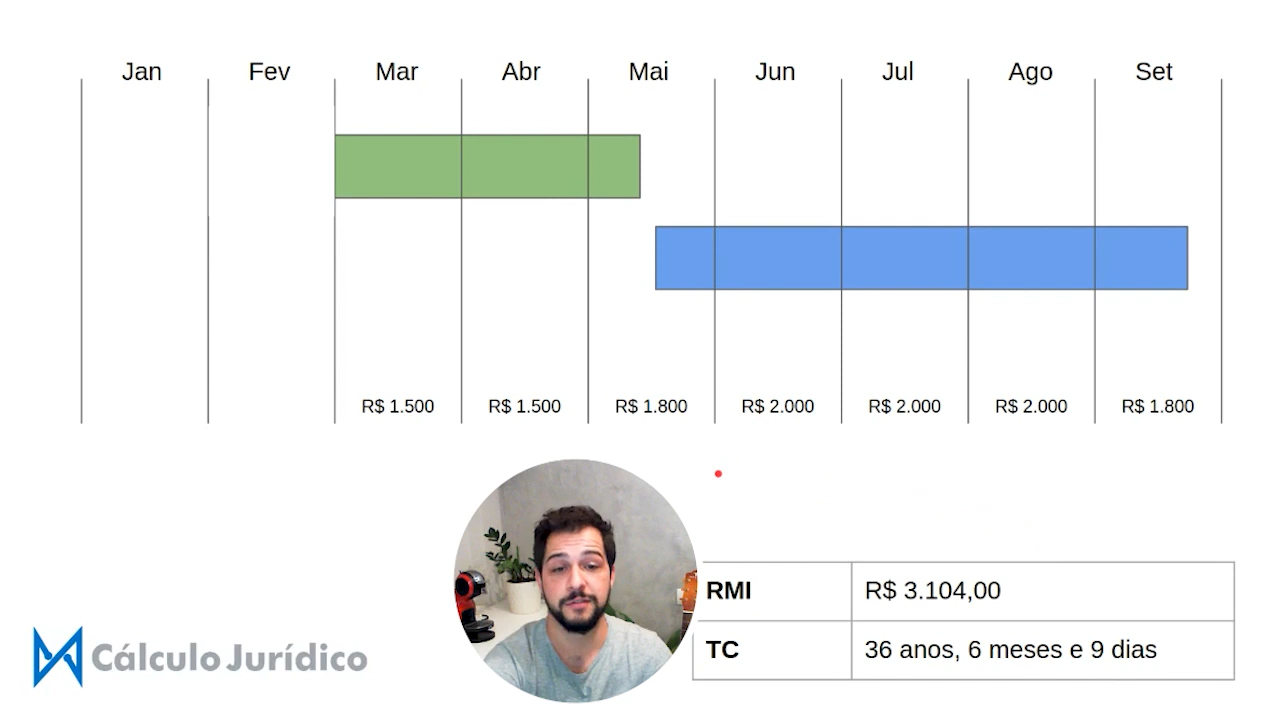 Jan Fev Mar Abr Mai Jun Jul Ago Set
R$ 1.500 R$ 1.500 R$ 1.800 R$ 2.000 R$ 2.000 R$ 2.000 R$ 1.800
RMI R$ 3.104,00
TC 36 anos, 6 meses e 9 dias
Cálculo Jurídico